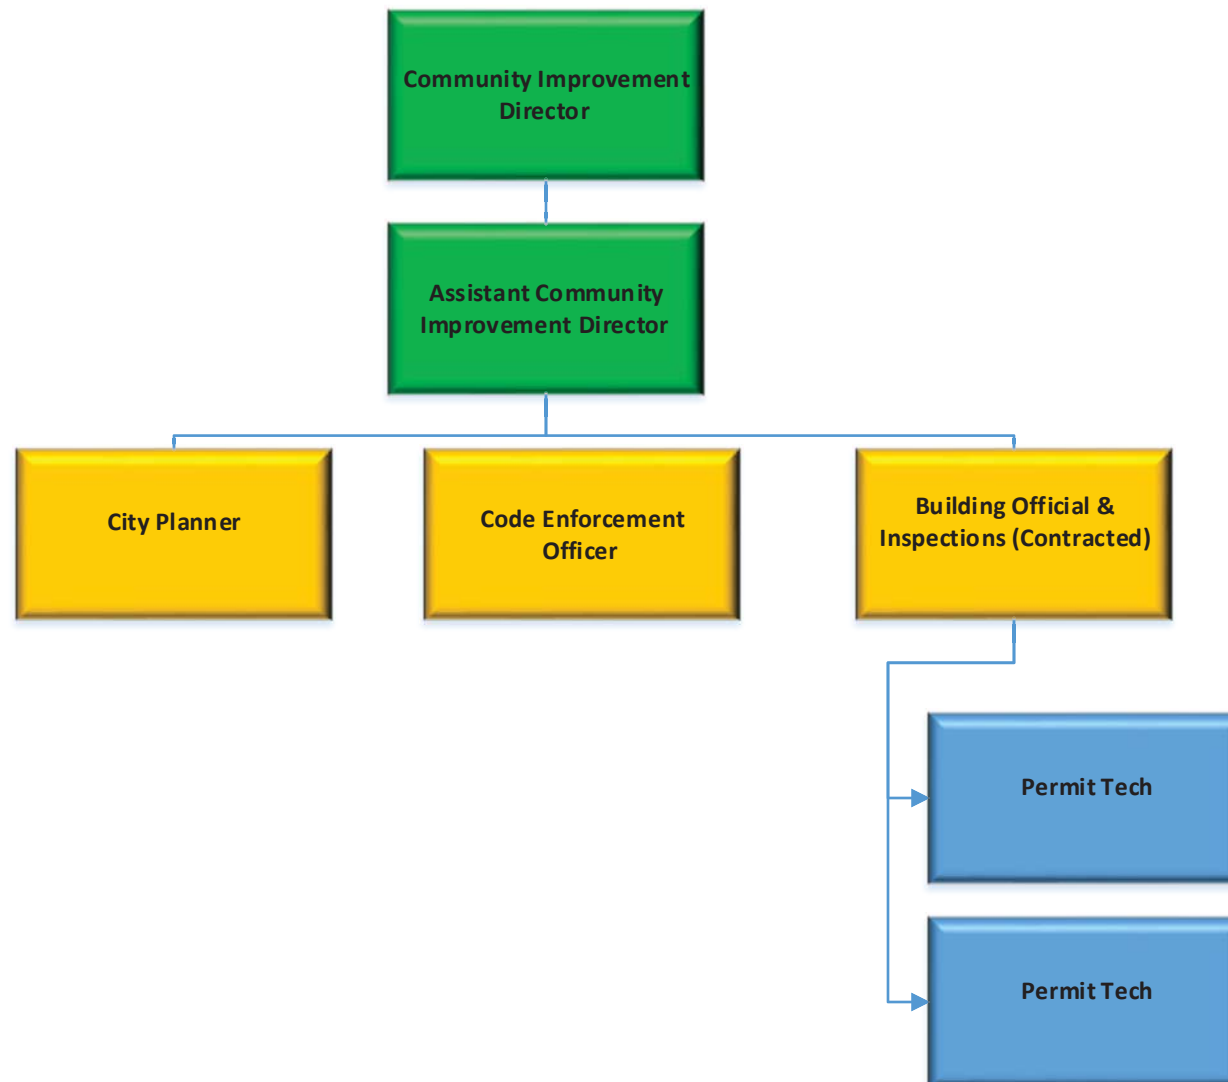 Community Improvement
Director
Assistant Community
Improvement Director
City Planner
Code Enforcement
Officer
Building Official &
Inspections (Contracted)
Permit Tech
Permit Tech